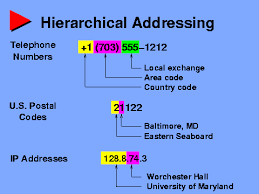 Hierarchical Addressing
Telephone Numbers
+1 (703) 555–1212
Local exchange
Area code
Country code
U.S. Postal Codes
21122
Baltimore, MD
Eastern Seaboard
IP Addresses
128.8.74.3
Worchester Hall
University of Maryland